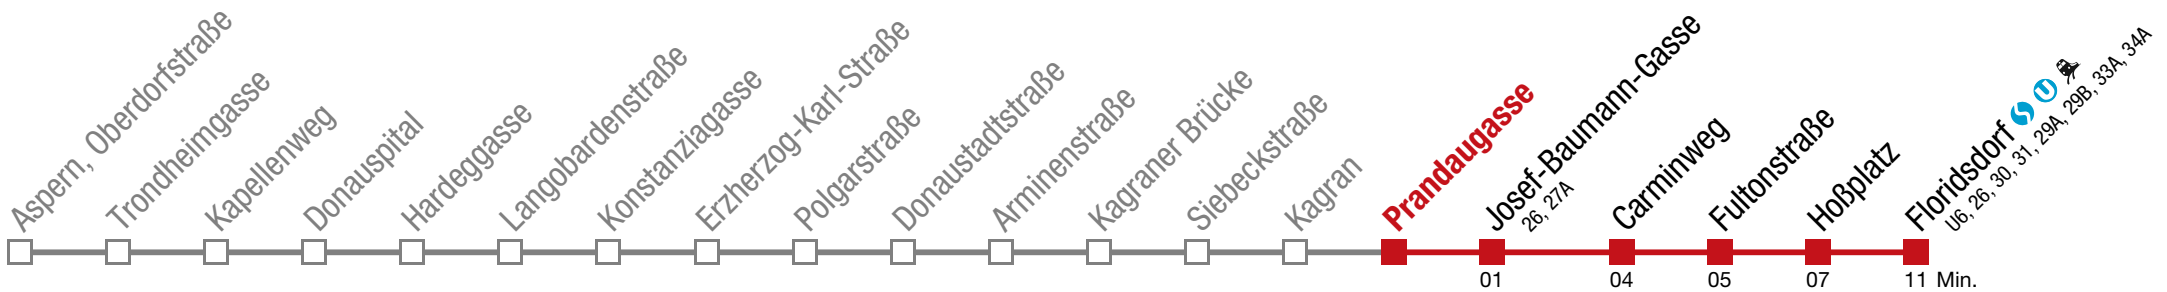 Aspern, Oberdorfstraße
Trondheimgasse
Kapellenweg
Donauspital
Hardeggasse
Langobardenstraße
Konstanziagasse
Erzherzog-Karl-Straße
Polgarstraße
Donaustadtstraße
Arminenstraße
Kagraner Brücke
Siebeckstraße
Kagran
Prandaugasse
Josef-Baumann-Gasse
26, 27A
Carminweg
Fultonstraße
Hoßplatz
Floridsdorf S U
U6, 26, 30, 31, 29A, 29B, 33A, 34A
01 04 05 07 11 Min.